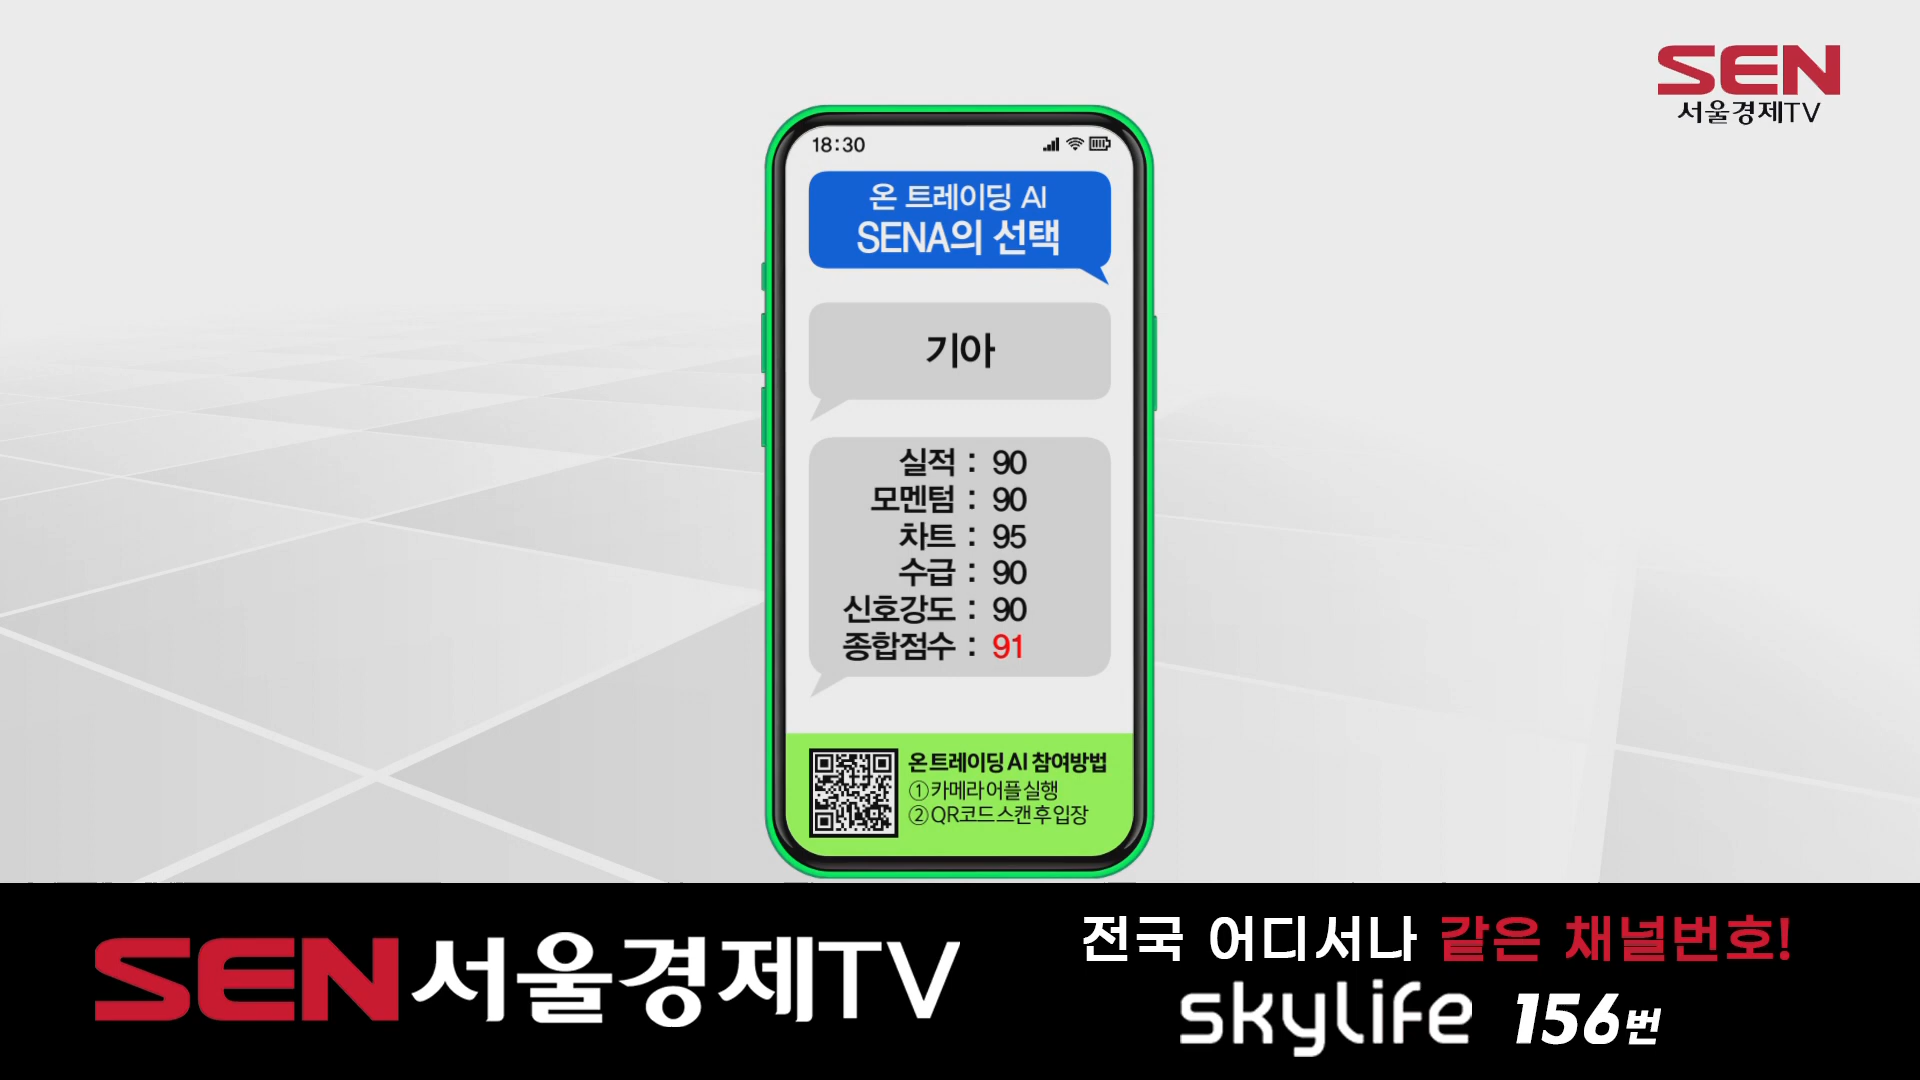 SEN
서울경제TV
18:30
온 트레이딩 AI
SENA의 선택
기아
실적 : 90
모멘텀 : 90
차트 : 95
수급 : 90
신호강도 : 90
종합점수 : 91
온트레이딩 AI 참여방법
①카메라어플실행
②QR코드스캔후입장
SEN서울경제TV
전국 어디서나 같은 채널번호!
skylife 156번